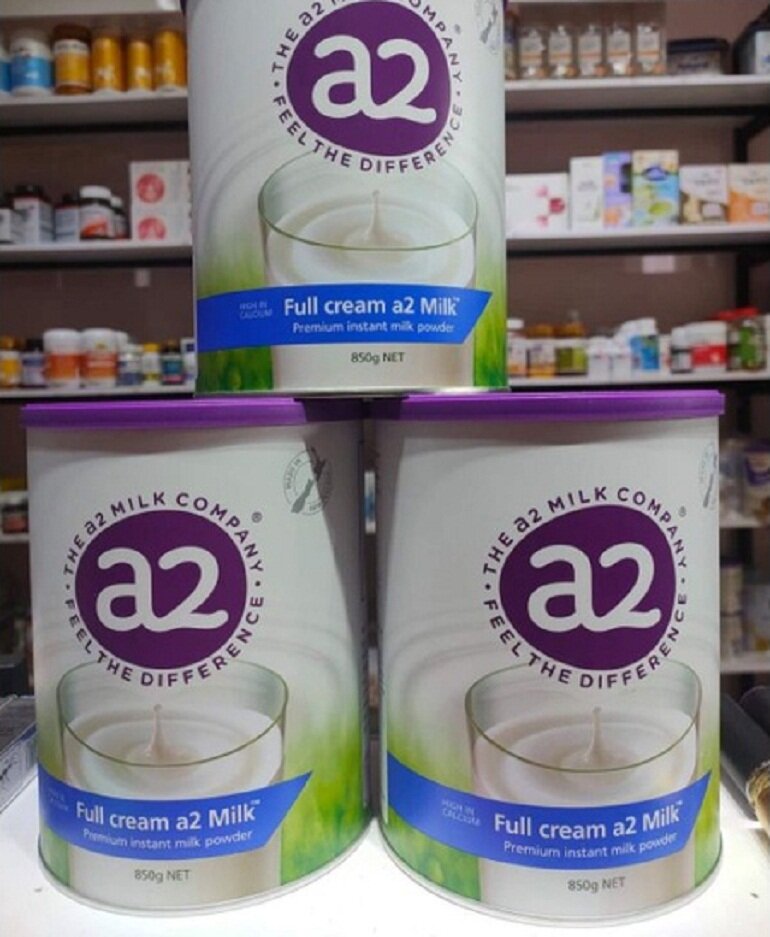 THE a2 MILK COMPANY
a2
FEEL THE DIFFERENCE
HIGH IN
CALCIUM
Full cream a2 Milk™
Premium instant milk powder
850g NET
THE a2 MILK COMPANY ®
a2
FEEL THE DIFFERENCE
Full cream a2 Milk™
Premium instant milk powder
850g NET
THE a2 MILK COMPANY ®
a2
FEEL THE DIFFERENCE
HIGH IN
CALCIUM
Full cream a2 Milk™
Premium instant milk powder
850g NET